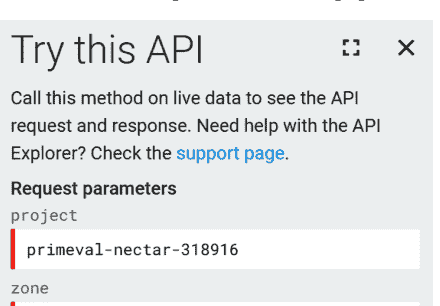 Try this API
Call this method on live data to see the API
request and response. Need help with the API
Explorer? Check the support page.
Request parameters
project
primeval-nectar-318916
zone